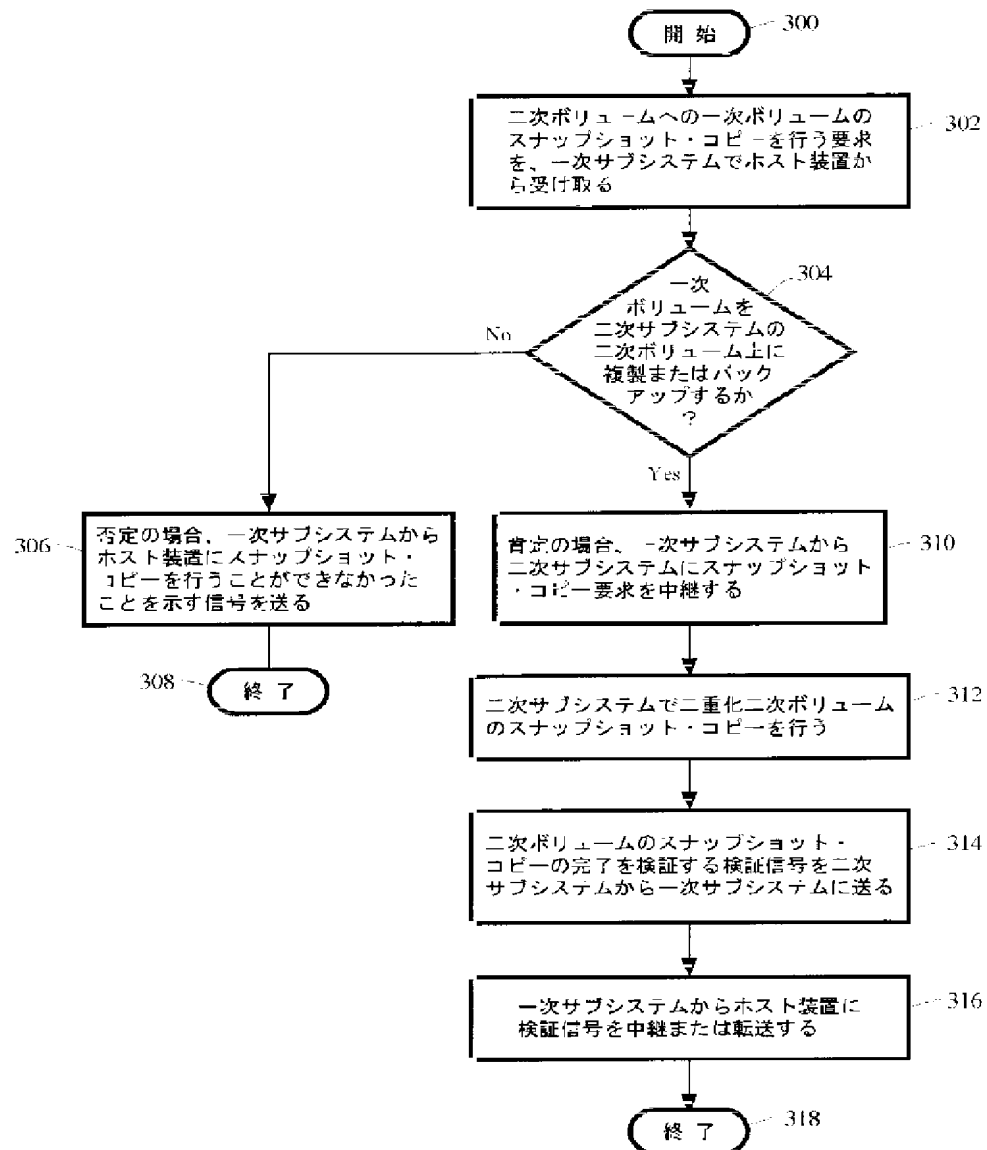 開始
300
二次ボリュームへの一次ボリュームの
スナップショット・コピーを行う要求
を、一次サブシステムでホスト装置か
ら受け取る
302
一次
ボリュームを
二次サブシステムの
二次ボリューム上に
複製またはバック
アップするか
?
304
No
Yes
306
否定の場合、一次サブシステムから
ホスト装置にスナップショット・
コピーを行うことができなかった
ことを示す信号を送る
308
終了
肯定の場合、一次サブシステムから
二次サブシステムにスナップショット
・コピー要求を中継する
310
二次サブシステムで二重化二次ボリューム
のスナップショット・コピーを行う
312
二次ボリュームのスナップショット・
コピーの完了を検証する検証信号を二次
サブシステムから一次サブシステムに送る
314
一次サブシステムからホスト装置に
検証信号を中継または転送する
316
終了
318